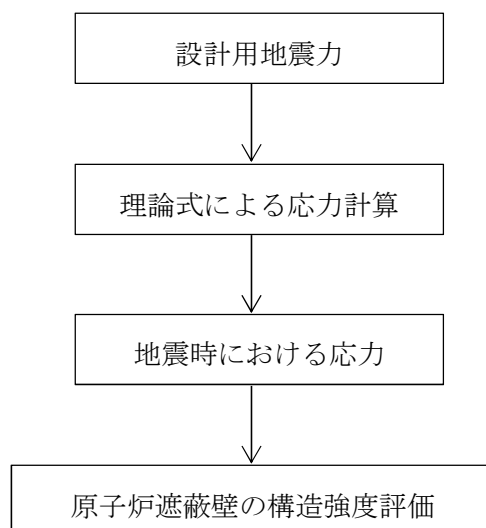 設計用地震力
理論式による応力計算
地震時における応力
原子炉遮蔽壁の構造強度評価